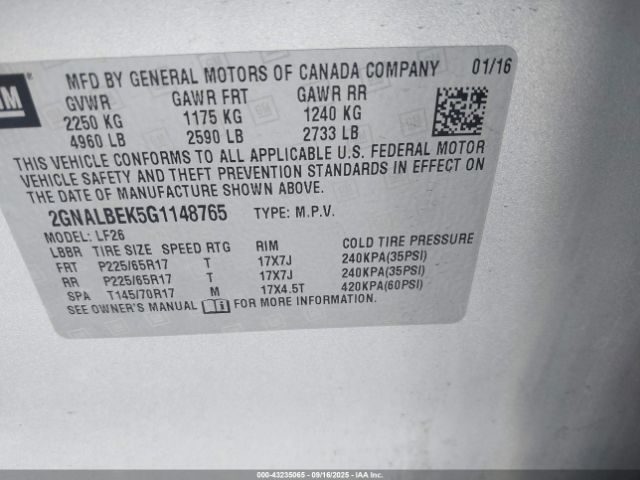 GM
MFD BY GENERAL MOTORS OF CANADA COMPANY 01/16
GVWR GAWR FRT GAWR RR
2250 KG 1175 KG 1240 KG
4960 LB 2590 LB 2733 LB
THIS VEHICLE CONFORMS TO ALL APPLICABLE U.S. FEDERAL MOTOR
VEHICLE SAFETY AND THEFT PREVENTION STANDARDS IN EFFECT ON
THE DATE OF MANUFACTURE SHOWN ABOVE.
2GNALBEK5G1148765 TYPE: M.P.V.
MODEL: LF26
LBBR TIRE SIZE SPEED RTG RIM COLD TIRE PRESSURE
FRT P225/65R17 T 17X7J 240KPA(35PSI)
RR P225/65R17 T 17X7J 240KPA(35PSI)
SPA T145/70R17 M 17X4.5T 420KPA(60PSI)
SEE OWNER'S MANUAL FOR MORE INFORMATION.
000-43235065 - 09/16/2025 - IAAI.COM